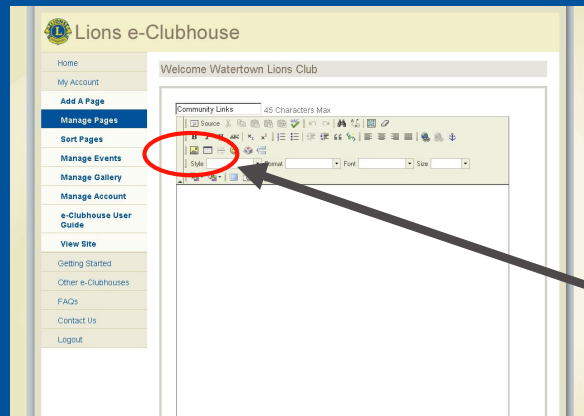 Lions e-Clubhouse
Home
My Account
Add A Page
Manage Pages
Sort Pages
Manage Events
Manage Gallery
Manage Account
e-Clubhouse User
Guide
View Site
Getting Started
Other e-Clubhouses
FAQs
Contact Us
Logout
Welcome Watertown Lions Club
Community Links 45 Characters Max
Source
Style Format Font Size